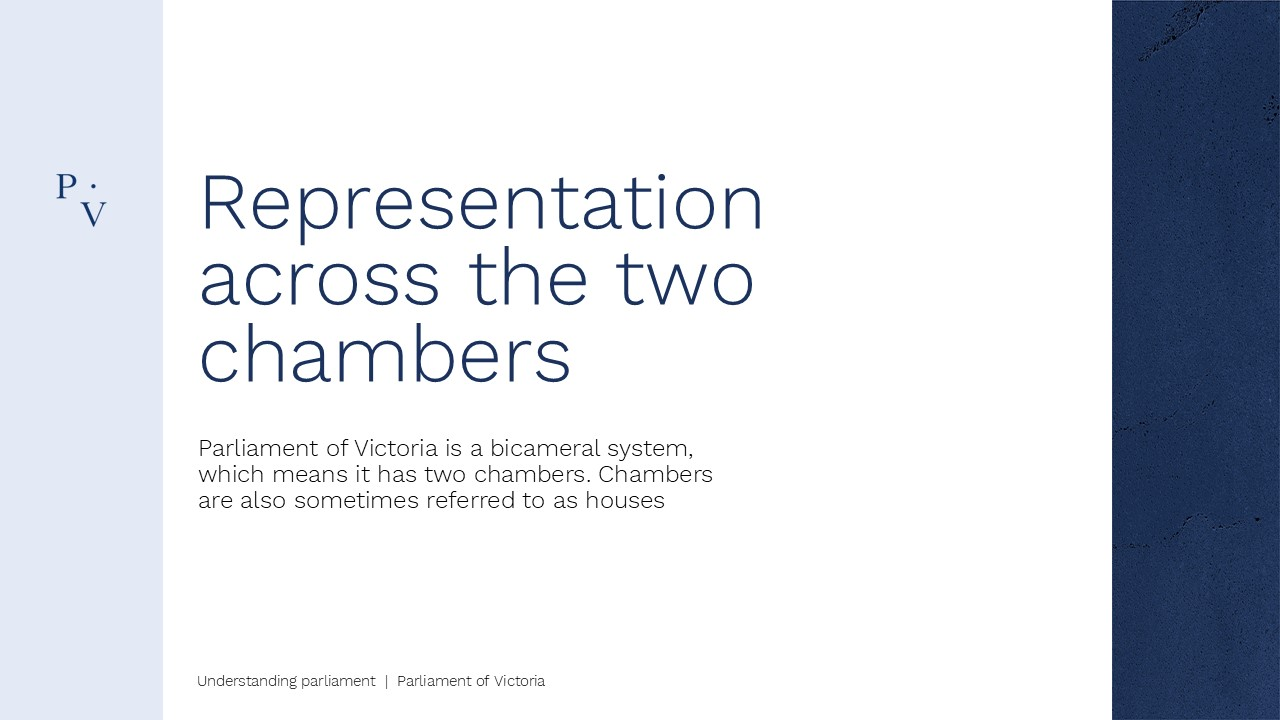 P ·
V
Representation
across the two
chambers
Parliament of Victoria is a bicameral system,
which means it has two chambers. Chambers
are also sometimes referred to as houses
Understanding parliament | Parliament of Victoria